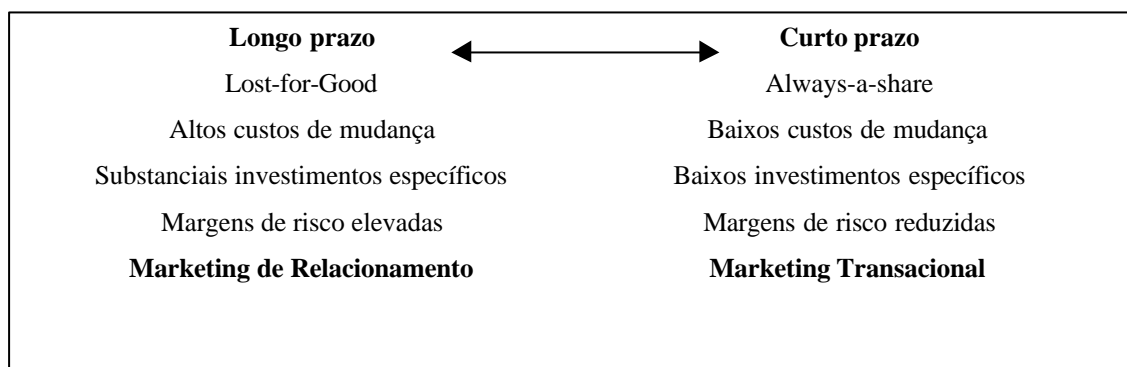 Longo prazo Curto prazo
Lost-for-Good Always-a-share
Altos custos de mudança Baixos custos de mudança
Substanciais investimentos específicos Baixos investimentos específicos
Margens de risco elevadas Margens de risco reduzidas
Marketing de Relacionamento Marketing Transacional